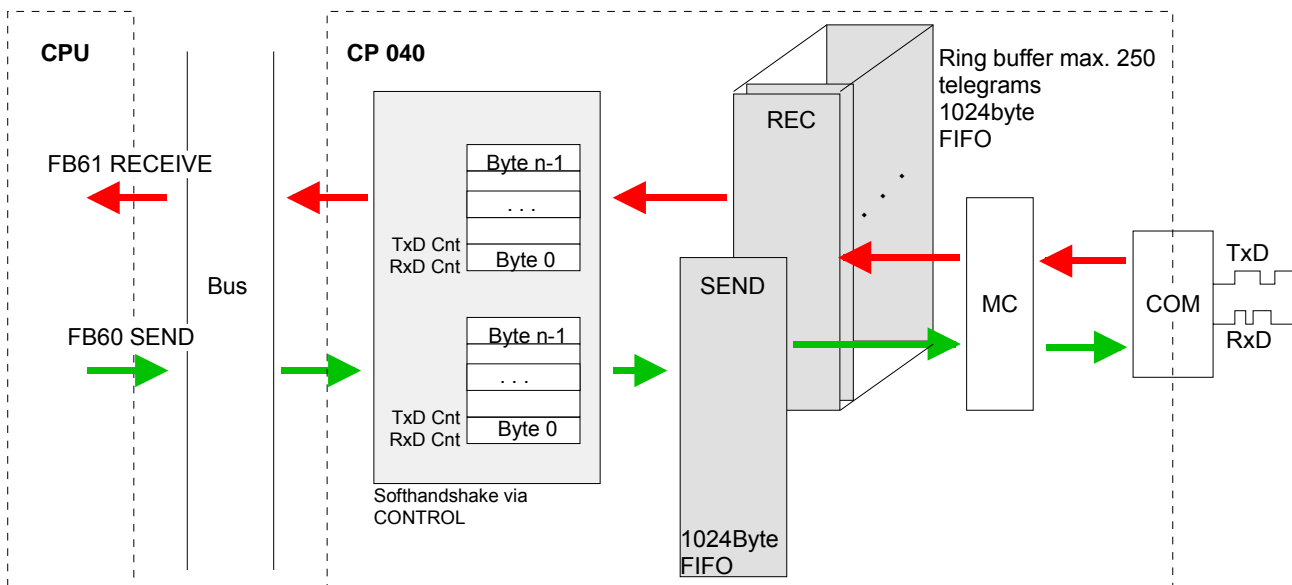 CPU
CP 040
Ring buffer max. 250
telegrams
1024byte
FIFO
REC
FB61 RECEIVE
Byte n-1
. . .
TxD Cnt
RxD Cnt
Byte 0
Bus
SEND
MC
COM
TxD
RxD
FB60 SEND
Byte n-1
. . .
TxD Cnt
RxD Cnt
Byte 0
Softhandshake via
CONTROL
1024Byte
FIFO